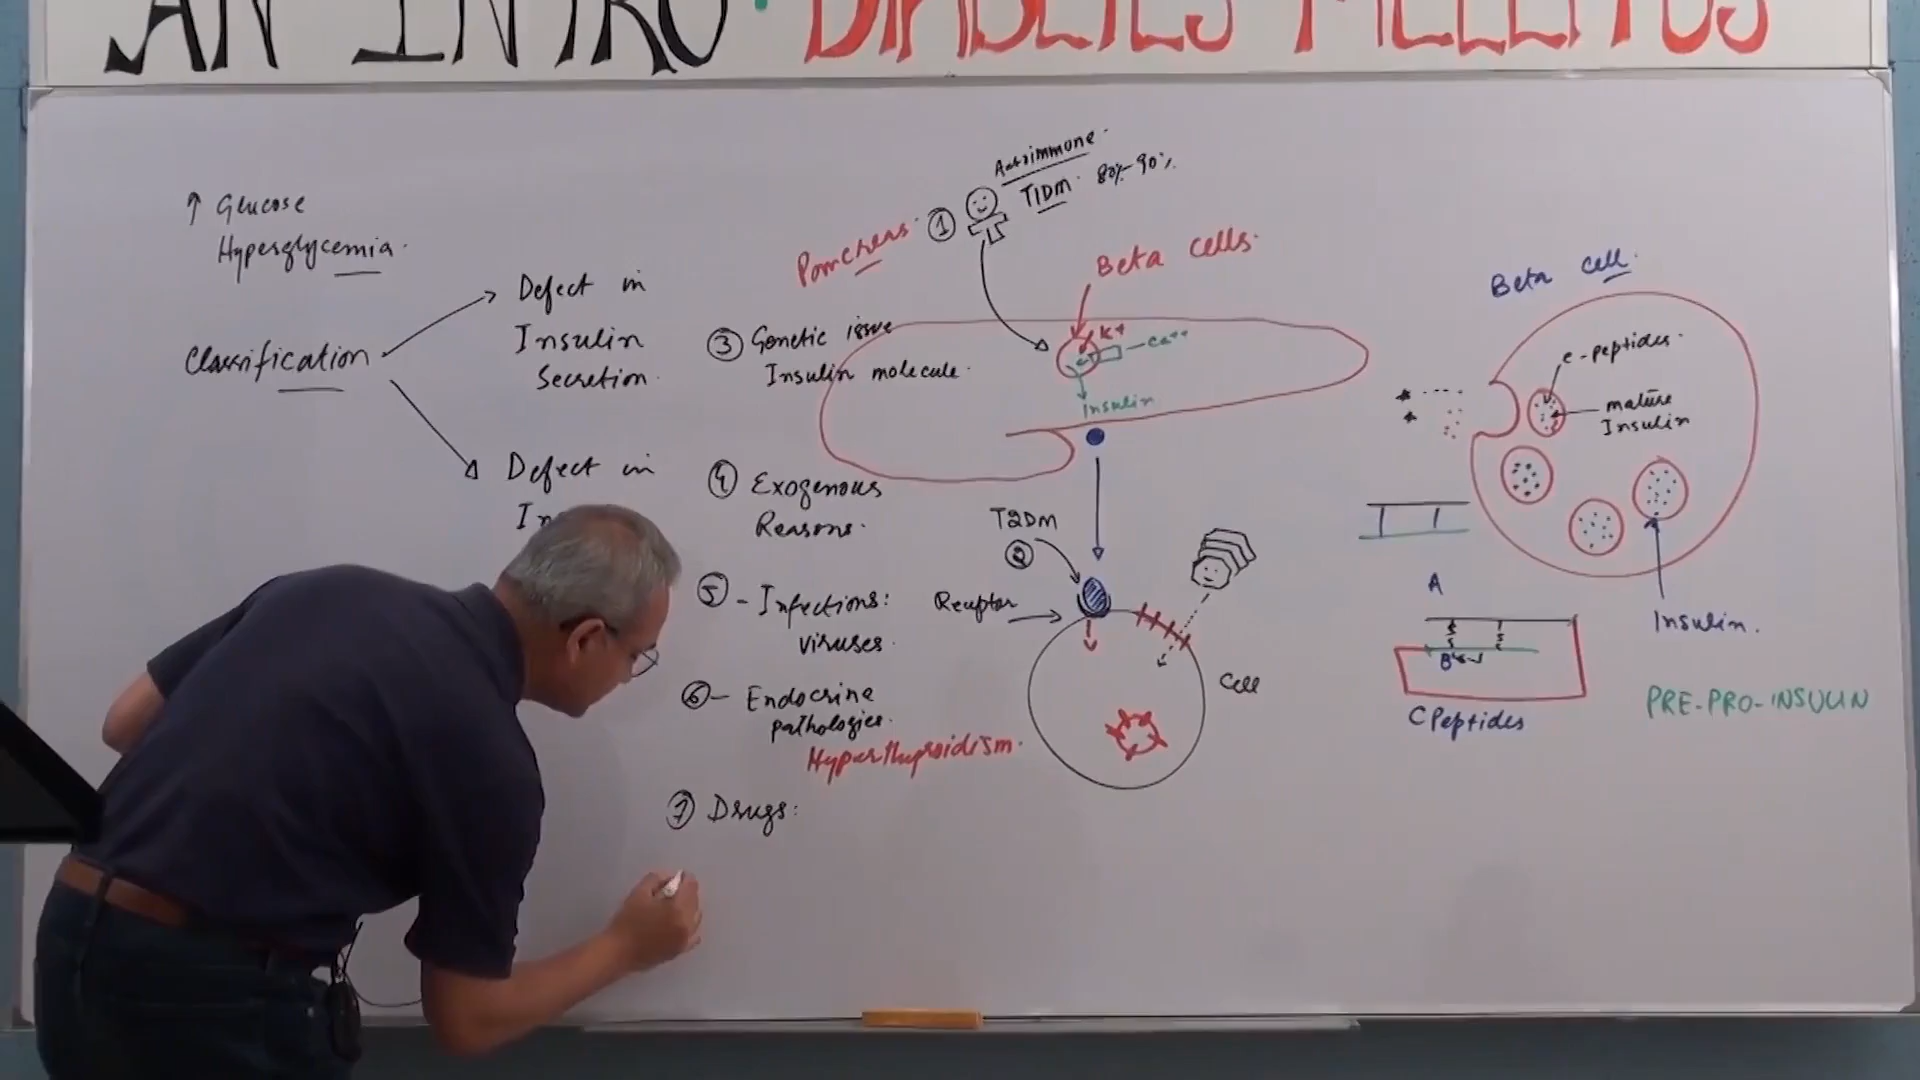 AN INTRO: DIABETES MELLITUS
↑ Glucose
Hyperglycemia.
Classification
Defect in
Insulin
Secretion.
Defect in
In
Autoimmune.
T1DM. 80%-90%.
Pancreas. ①
Beta cells.
K+
Ca++
Insulin
③ Genetic issue
Insulin molecule.
④ Exogenous
Reasons.
⑤ - Infections:
viruses.
⑥ - Endocrine
pathologies.
Hyperthyroidism.
⑦ Drugs:
T2DM
②
Receptor
Cell
Beta cell.
c-peptides.
mature
Insulin
Insulin.
A
B
C Peptides
PRE-PRO-INSULIN